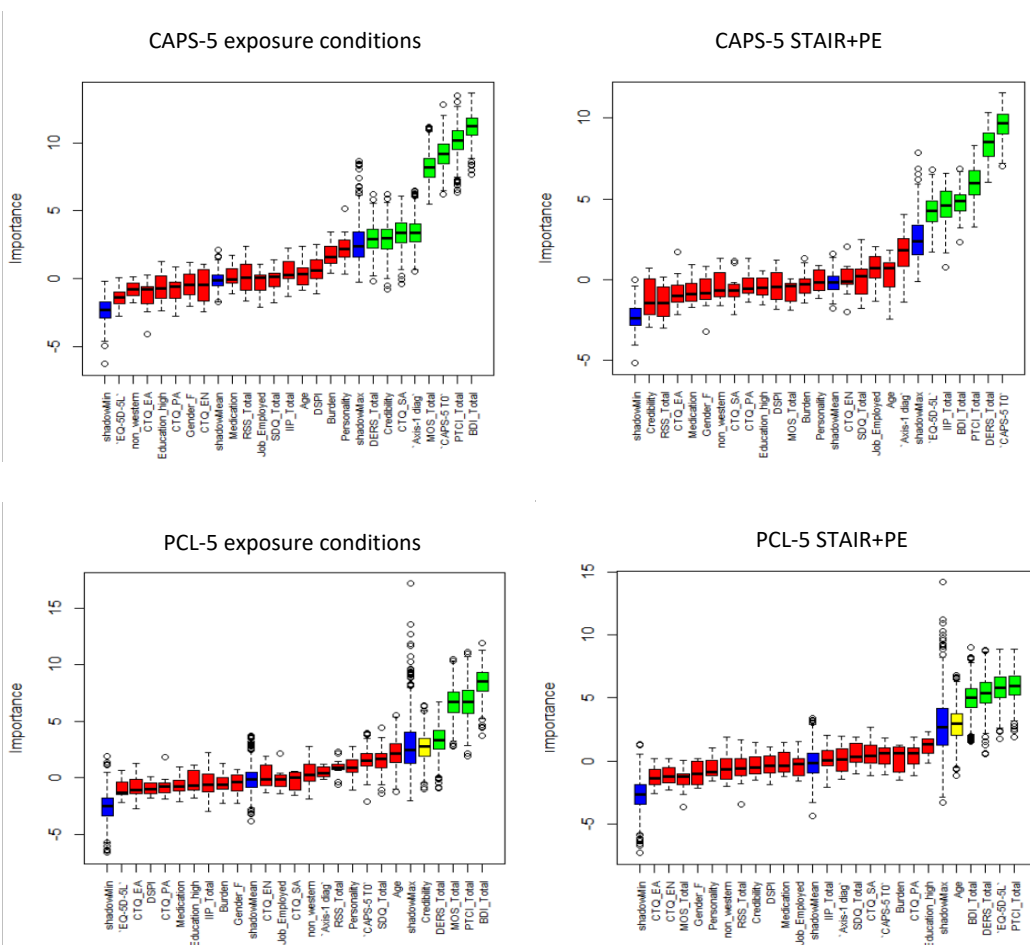 CAPS-5 exposure conditions
Importance
10
5
0
-5
shadowMin
`EQ-5D-5L`
non_western
CTQ_EA
Education_high
CTQ_PA
Gender_F
CTQ_EN
shadowMean
Medication
RSS_Total
Job_Employed
SDQ_Total
IIP_Total
Age
DSPI
Burden
Personality
shadowMax
DERS_Total
Credibility
CTQ_SA
`Axis-1 diag`
MOS_Total
`CAPS-5 T0`
PTCI_Total
BDI_Total
CAPS-5 STAIR+PE
Importance
10
5
0
-5
shadowMin
Credibility
RSS_Total
CTQ_EA
Medication
Gender_F
non_western
CTQ_SA
CTQ_PA
Education_high
DSPI
MOS_Total
Burden
Personality
shadowMean
CTQ_EN
SDQ_Total
Job_Employed
Age
`Axis-1 diag`
shadowMax
`EQ-5D-5L`
IIP_Total
BDI_Total
PTCI_Total
DERS_Total
`CAPS-5 T0`
PCL-5 exposure conditions
Importance
15
10
5
0
-5
shadowMin
`EQ-5D-5L`
CTQ_EA
DSPI
CTQ_PA
Medication
Education_high
IIP_Total
Burden
Gender_F
shadowMean
CTQ_EN
Job_Employed
CTQ_SA
non_western
`Axis-1 diag`
RSS_Total
Personality
`CAPS-5 T0`
SDQ_Total
Age
shadowMax
Credibility
DERS_Total
MOS_Total
PTCI_Total
BDI_Total
PCL-5 STAIR+PE
Importance
15
10
5
0
-5
shadowMin
CTQ_EA
CTQ_EN
MOS_Total
Gender_F
Personality
non_western
RSS_Total
Credibility
DSPI
Medication
Job_Employed
shadowMean
IIP_Total
`Axis-1 diag`
SDQ_Total
CTQ_SA
`CAPS-5 T0`
Burden
CTQ_PA
Education_high
shadowMax
Age
BDI_Total
DERS_Total
`EQ-5D-5L`
PTCI_Total